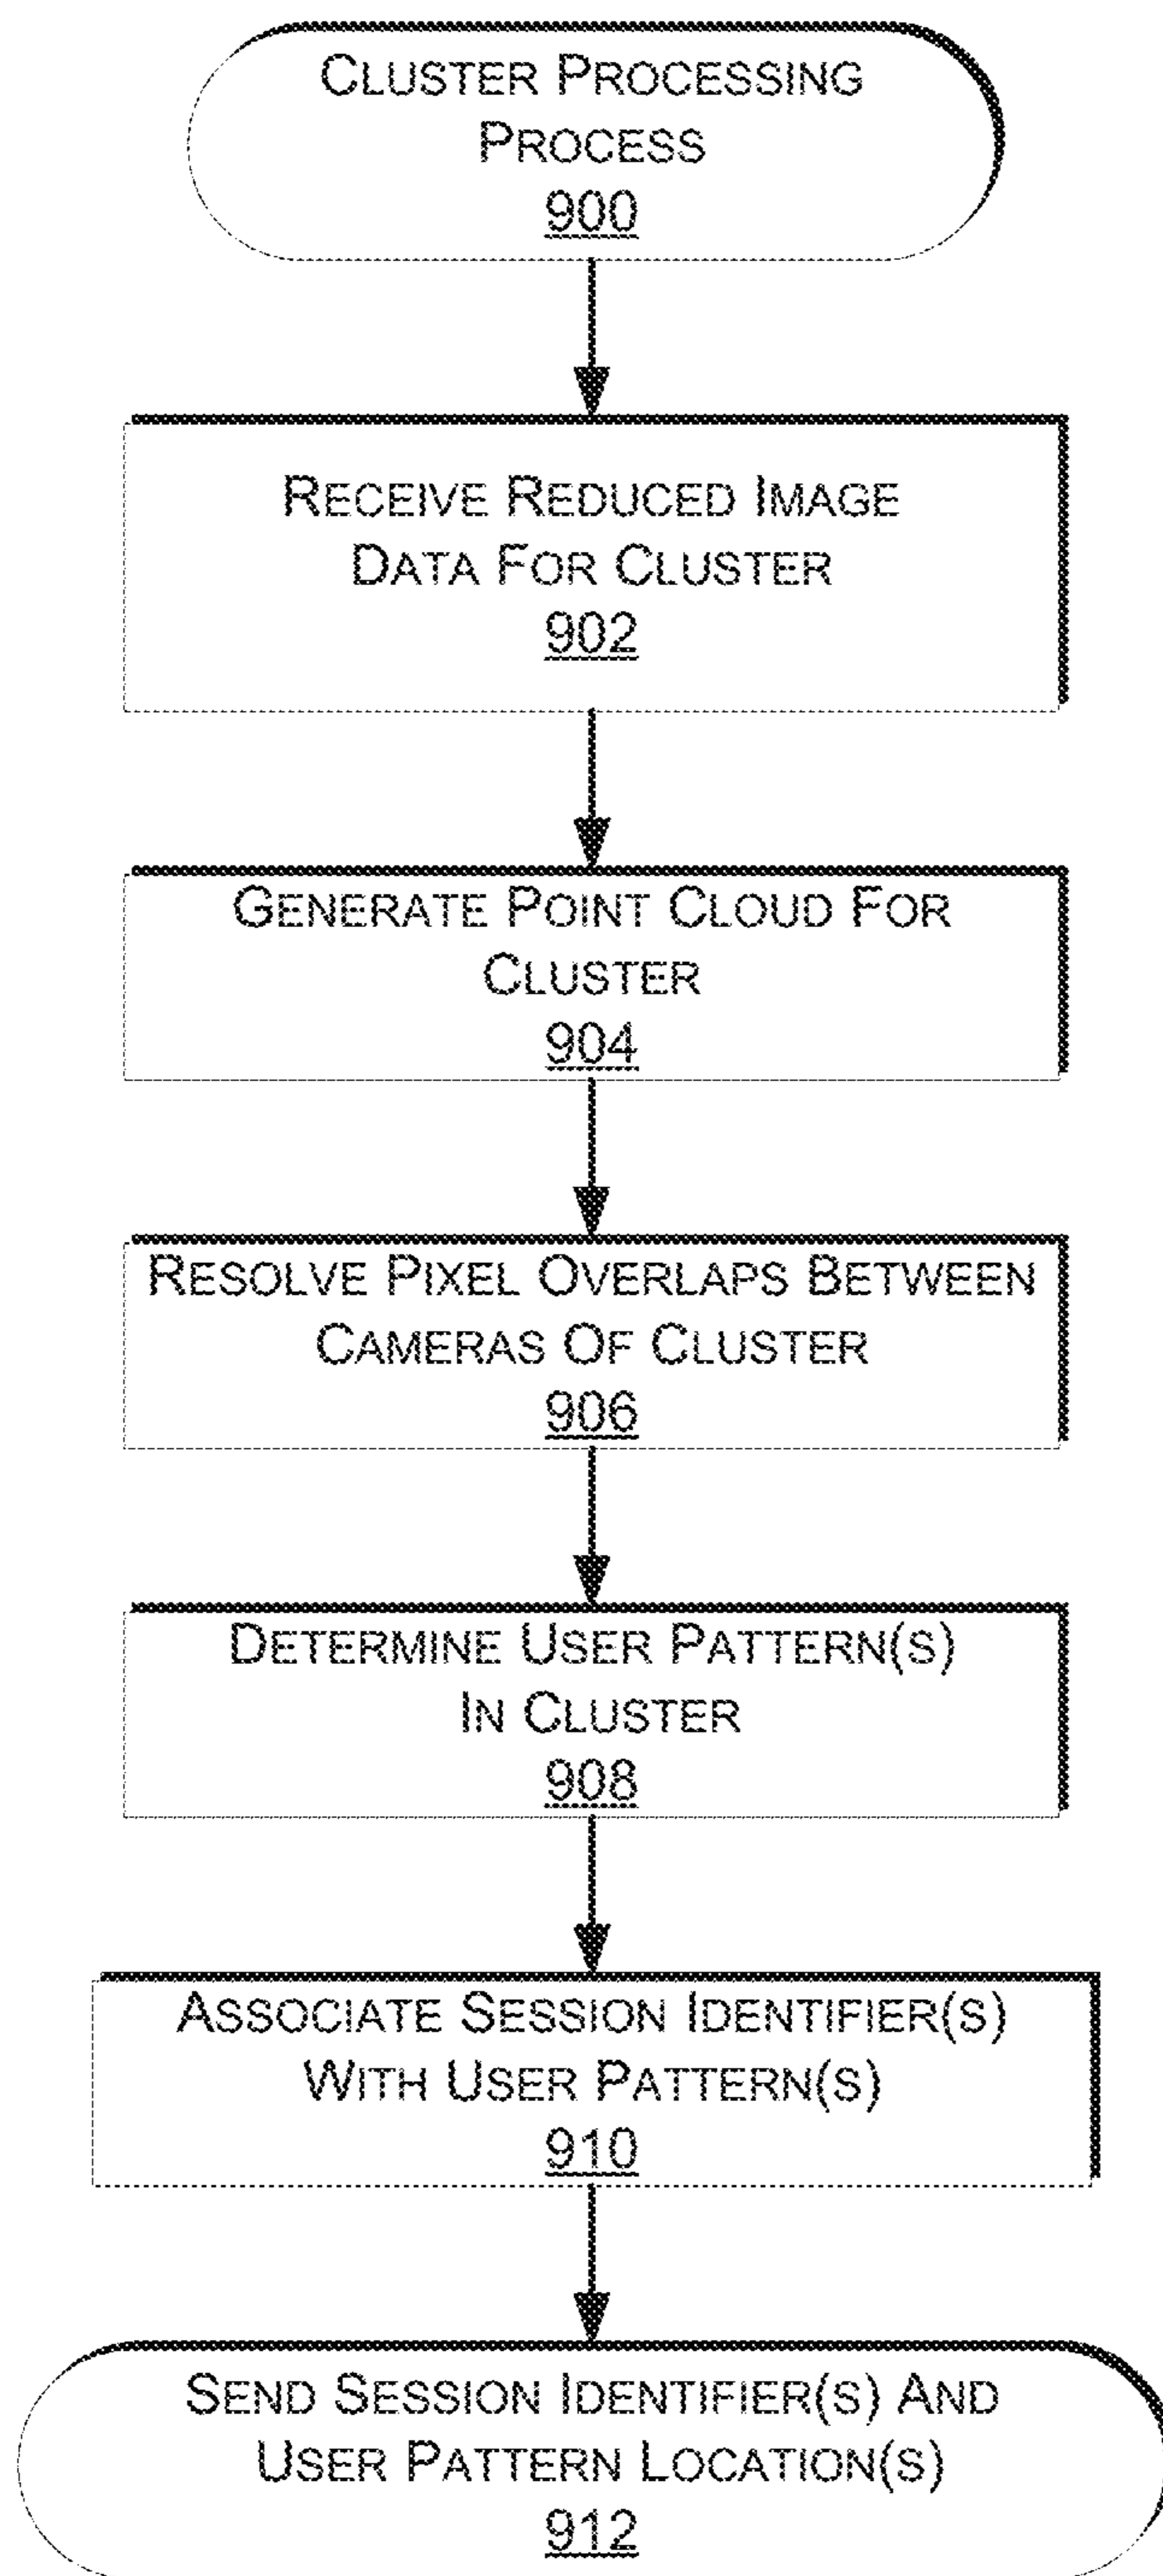 CLUSTER PROCESSING
PROCESS
900
RECEIVE REDUCED IMAGE
DATA FOR CLUSTER
902
GENERATE POINT CLOUD FOR
CLUSTER
904
RESOLVE PIXEL OVERLAPS BETWEEN
CAMERAS OF CLUSTER
906
DETERMINE USER PATTERN(S)
IN CLUSTER
908
ASSOCIATE SESSION IDENTIFIER(S)
WITH USER PATTERN(S)
910
SEND SESSION IDENTIFIER(S) AND
USER PATTERN LOCATION(S)
912